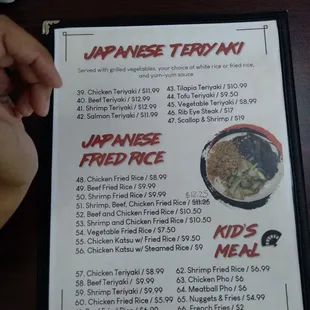 JAPANESE TERIYAKI
Served with grilled vegetables, your choice of white rice or fried rice,
and yum-yum sauce
39. Chicken Teriyaki / $11.99
40. Beef Teriyaki / $12.99
41. Shrimp Teriyaki / $12.99
42. Salmon Teriyaki / $11.99
43. Tilapia Teriyaki / $10.99
44. Tofu Teriyaki / $9.50
45. Vegetable Teriyaki / $8.99
46. Rib Eye Steak / $17
47. Scallop & Shrimp / $19
JAPANESE
FRIED RICE
48. Chicken Fried Rice / $8.99
49. Beef Fried Rice / $9.99
50. Shrimp Fried Rice / $9.99
$12.25
51. Shrimp, Beef, Chicken Fried Rice/ $11.25
52. Beef and Chicken Fried Rice / $10.50
53. Shrimp and Chicken Fried Rice / $10.50
54. Vegetable Fried Rice / $7.50
55. Chicken Katsu w/ Fried Rice / $9.50
56. Chicken Katsu w/ Steamed Rice / $9
KID'S
MEAL
57. Chicken Teriyaki / $8.99
58. Beef Teriyaki / $9.99
59. Shrimp Teriyaki / $9.99
60. Chicken Fried Rice / $5.99
Fried Rice
62. Shrimp Fried Rice / $6.99
63. Chicken Pho / $6
64. Meatball Pho / $6
65. Nuggets & Fries / $4.99
66. French Fries / $2